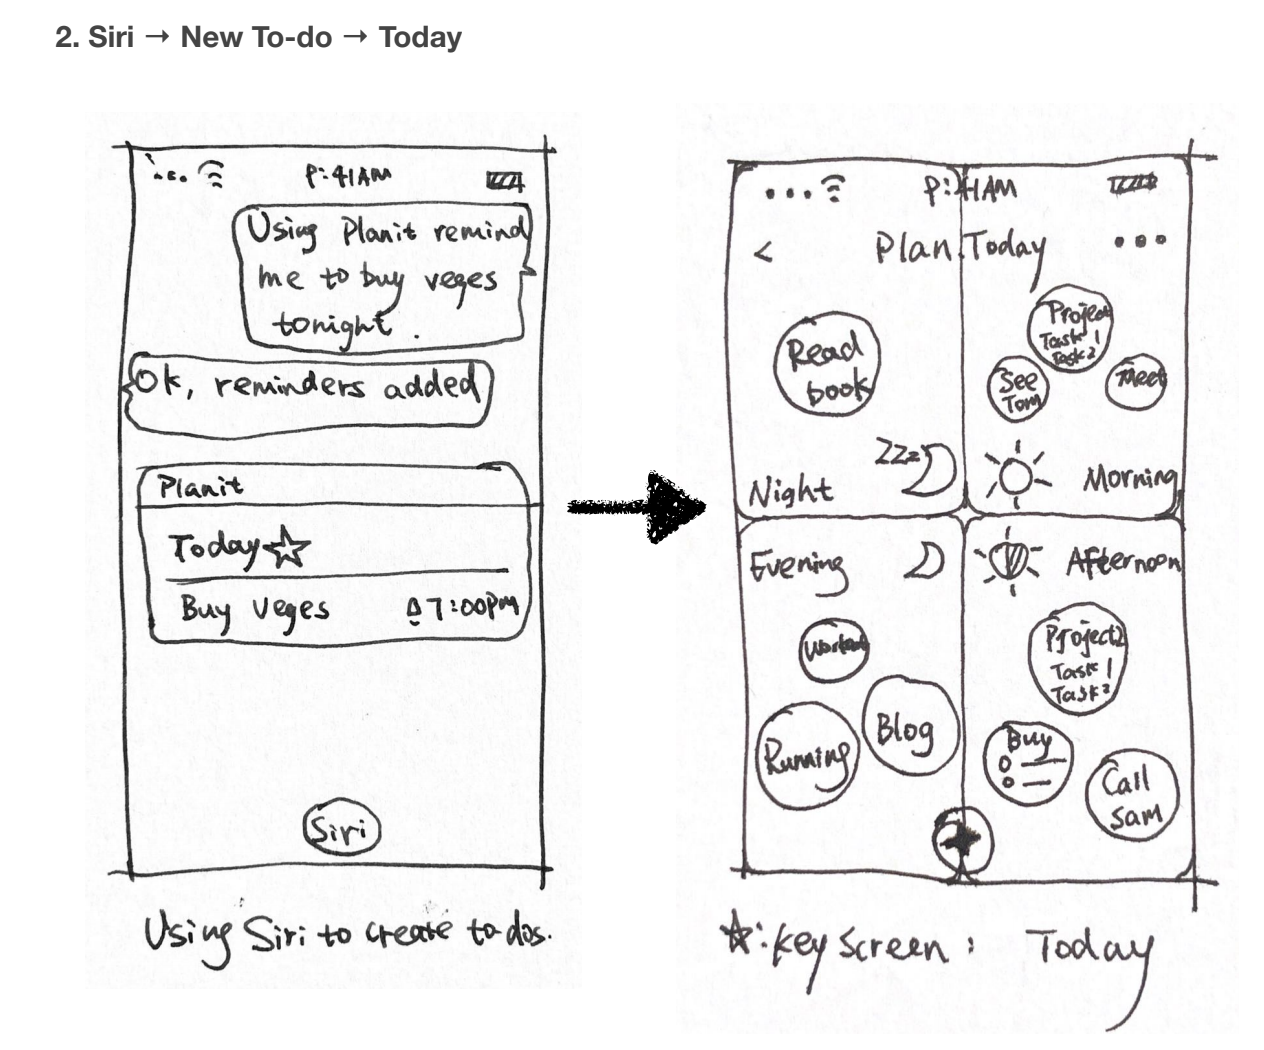 2. Siri → New To-do → Today
9:41AM
Using Planit remind
me to buy veges
tonight.
Ok, reminders added
Planit
Today
Buy veges 7:00PM
Siri
Using Siri to create to-dos.
9:41AM
< Plan.Today
Read
book
Project
Task 1
Task 2
See
Tom
Meet
ZZz
Night
Morning
Evening
Afternoon
Workout
Running
Blog
Project2
Task 1
Task 2
Buy
Call
Sam
☆: key screen: Today